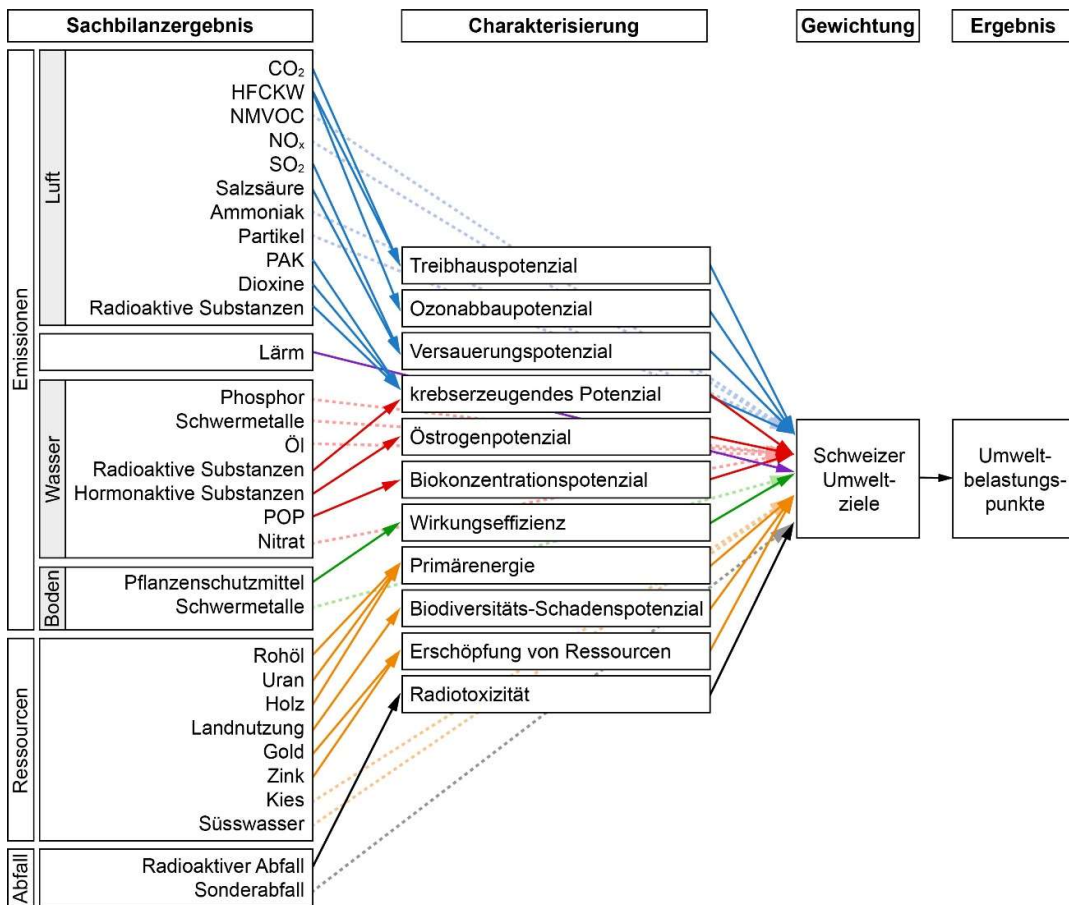 Sachbilanzergebnis
Charakterisierung
Gewichtung
Ergebnis
Emissionen
Luft
CO₂
HFCKW
NMVOC
NOₓ
SO₂
Salzsäure
Ammoniak
Partikel
PAK
Dioxine
Radioaktive Substanzen
Lärm
Wasser
Phosphor
Schwermetalle
Öl
Radioaktive Substanzen
Hormonaktive Substanzen
POP
Nitrat
Boden
Pflanzenschutzmittel
Schwermetalle
Ressourcen
Rohöl
Uran
Holz
Landnutzung
Gold
Zink
Kies
Süsswasser
Abfall
Radioaktiver Abfall
Sonderabfall
Treibhauspotenzial
Ozonabbaupotenzial
Versauerungspotenzial
krebserzeugendes Potenzial
Östrogenpotenzial
Biokonzentrationspotenzial
Wirkungseffizienz
Primärenergie
Biodiversitäts-Schadenspotenzial
Erschöpfung von Ressourcen
Radiotoxizität
Schweizer
Umwelt-
ziele
Umwelt-
belastungs-
punkte